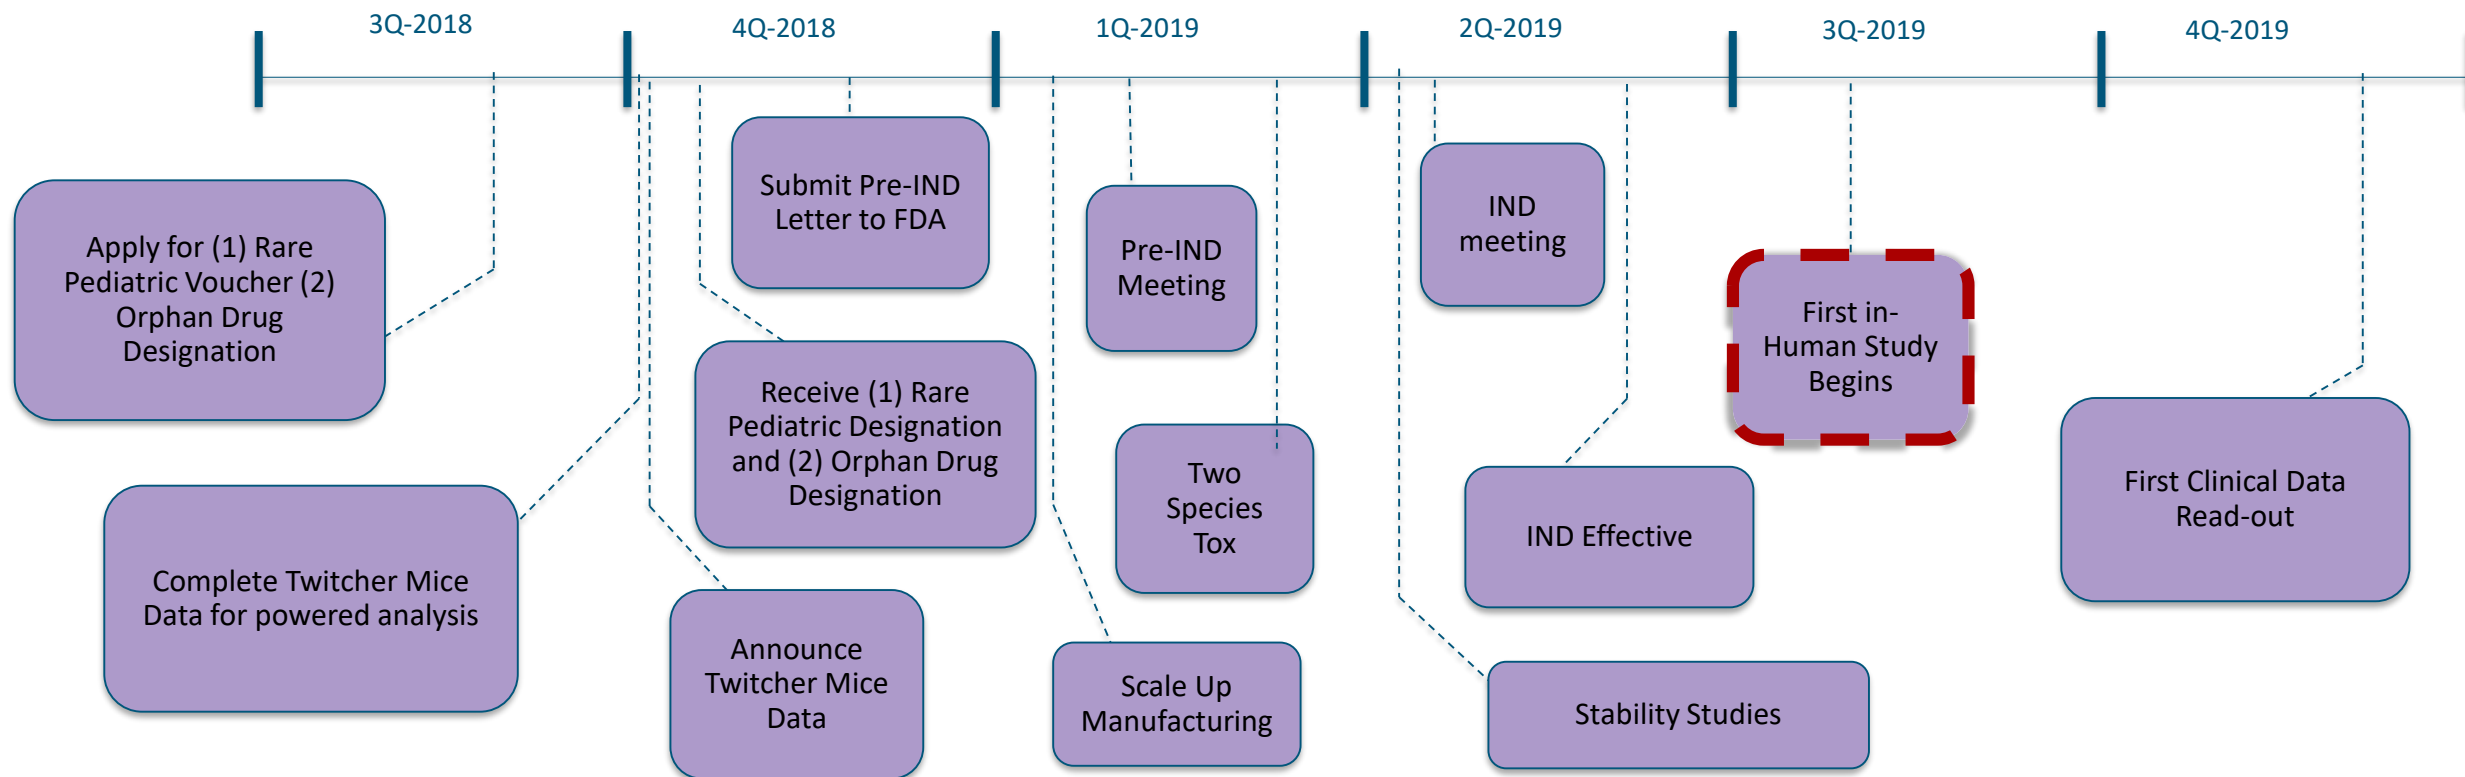 3Q-2018
4Q-2018
1Q-2019
2Q-2019
3Q-2019
4Q-2019
Apply for (1) Rare
Pediatric Voucher (2)
Orphan Drug
Designation
Complete Twitcher Mice
Data for powered analysis
Submit Pre-IND
Letter to FDA
Receive (1) Rare
Pediatric Designation
and (2) Orphan Drug
Designation
Announce
Twitcher Mice
Data
Pre-IND
Meeting
Two
Species
Tox
Scale Up
Manufacturing
IND
meeting
IND Effective
Stability Studies
First in-
Human Study
Begins
First Clinical Data
Read-out